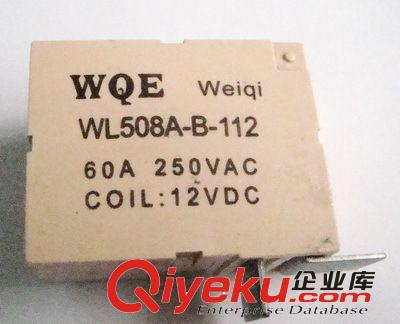 WQE Weiqi
WL508A-B-112
60A 250VAC
COIL:12VDC
Qiyeku企业库
Enterprise Database